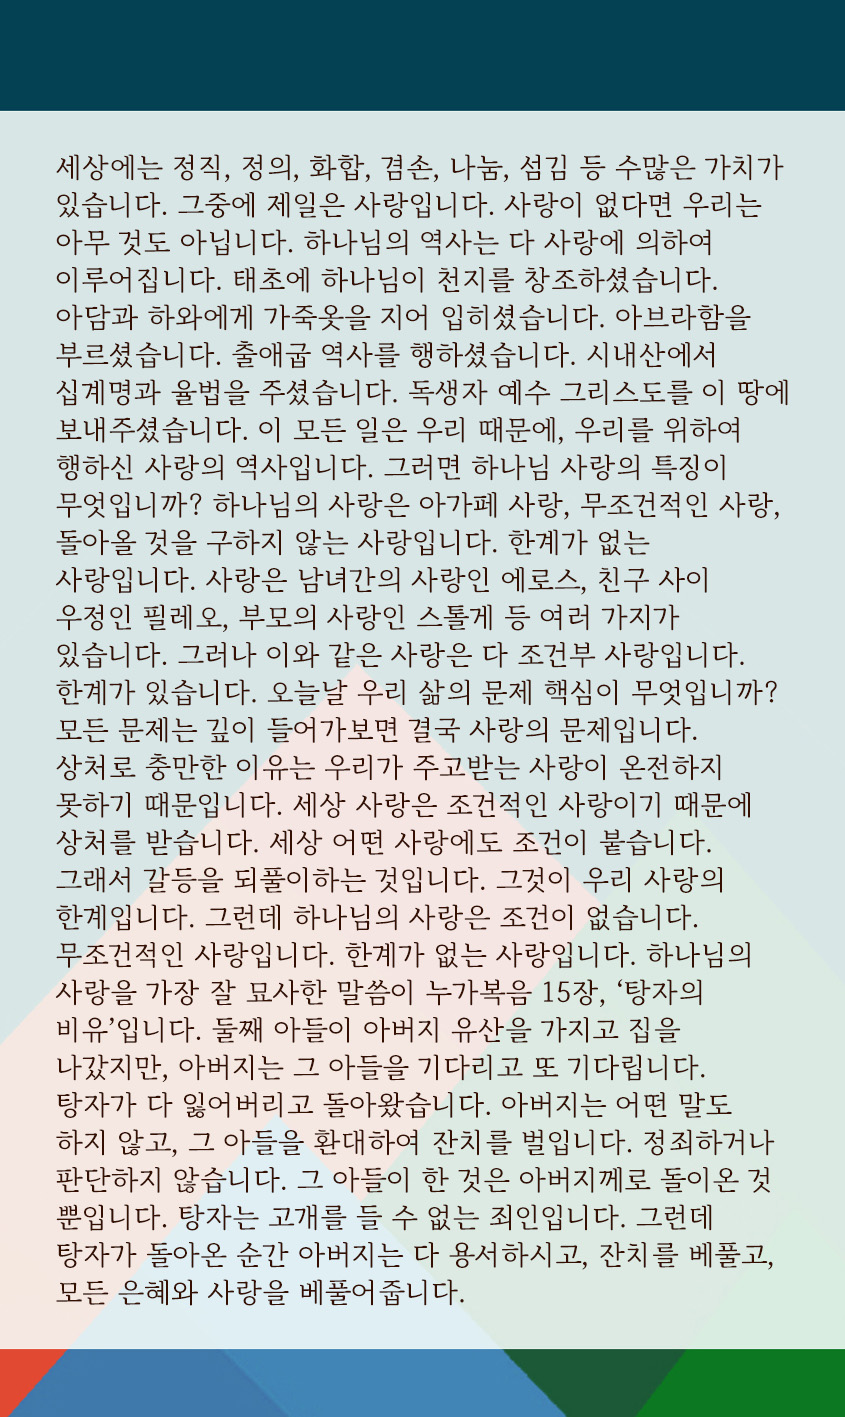 세상에는 정직, 정의, 화합, 겸손, 나눔, 섬김 등 수많은 가치가
있습니다. 그중에 제일은 사랑입니다. 사랑이 없다면 우리는
아무 것도 아닙니다. 하나님의 역사는 다 사랑에 의하여
이루어집니다. 태초에 하나님이 천지를 창조하셨습니다.
아담과 하와에게 가죽옷을 지어 입히셨습니다. 아브라함을
부르셨습니다. 출애굽 역사를 행하셨습니다. 시내산에서
십계명과 율법을 주셨습니다. 독생자 예수 그리스도를 이 땅에
보내주셨습니다. 이 모든 일은 우리 때문에, 우리를 위하여
행하신 사랑의 역사입니다. 그러면 하나님 사랑의 특징이
무엇입니까? 하나님의 사랑은 아가페 사랑, 무조건적인 사랑,
돌아올 것을 구하지 않는 사랑입니다. 한계가 없는
사랑입니다. 사랑은 남녀간의 사랑인 에로스, 친구 사이
우정인 필레오, 부모의 사랑인 스톨게 등 여러 가지가
있습니다. 그러나 이와 같은 사랑은 다 조건부 사랑입니다.
한계가 있습니다. 오늘날 우리 삶의 문제 핵심이 무엇입니까?
모든 문제는 깊이 들어가보면 결국 사랑의 문제입니다.
상처로 충만한 이유는 우리가 주고받는 사랑이 온전하지
못하기 때문입니다. 세상 사랑은 조건적인 사랑이기 때문에
상처를 받습니다. 세상 어떤 사랑에도 조건이 붙습니다.
그래서 갈등을 되풀이하는 것입니다. 그것이 우리 사랑의
한계입니다. 그런데 하나님의 사랑은 조건이 없습니다.
무조건적인 사랑입니다. 한계가 없는 사랑입니다. 하나님의
사랑을 가장 잘 묘사한 말씀이 누가복음 15장, ‘탕자의
비유’입니다. 둘째 아들이 아버지 유산을 가지고 집을
나갔지만, 아버지는 그 아들을 기다리고 또 기다립니다.
탕자가 다 잃어버리고 돌아왔습니다. 아버지는 어떤 말도
하지 않고, 그 아들을 환대하여 잔치를 벌입니다. 정죄하거나
판단하지 않습니다. 그 아들이 한 것은 아버지께로 돌이온 것
뿐입니다. 탕자는 고개를 들 수 없는 죄인입니다. 그런데
탕자가 돌아온 순간 아버지는 다 용서하시고, 잔치를 베풀고,
모든 은혜와 사랑을 베풀어줍니다.